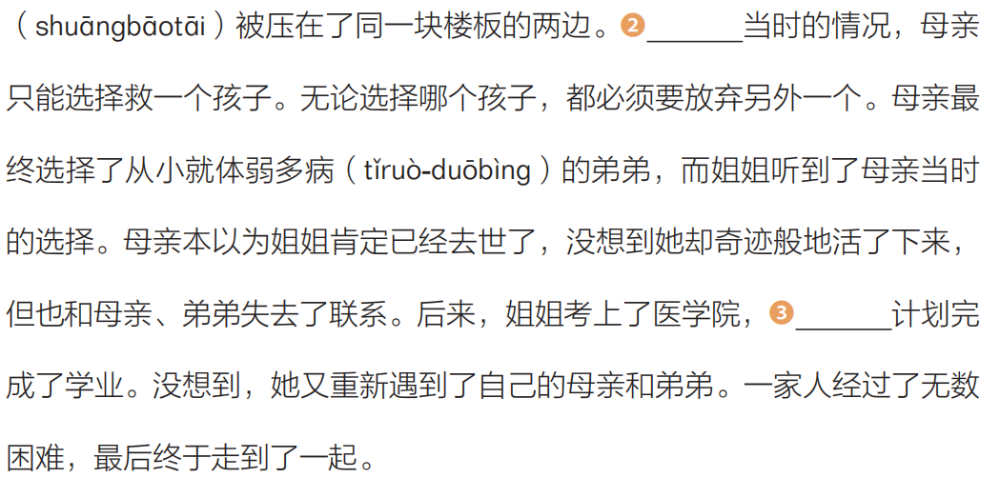 （shuāngbāotāi）被压在了同一块楼板的两边。❷______当时的情况，母亲
只能选择救一个孩子。无论选择哪个孩子，都必须要放弃另外一个。母亲最
终选择了从小就体弱多病（tǐruò-duōbìng）的弟弟，而姐姐听到了母亲当时
的选择。母亲本以为姐姐肯定已经去世了，没想到她却奇迹般地活了下来，
但也和母亲、弟弟失去了联系。后来，姐姐考上了医学院，❸______计划完
成了学业。没想到，她又重新遇到了自己的母亲和弟弟。一家人经过了无数
困难，最后终于走到了一起。